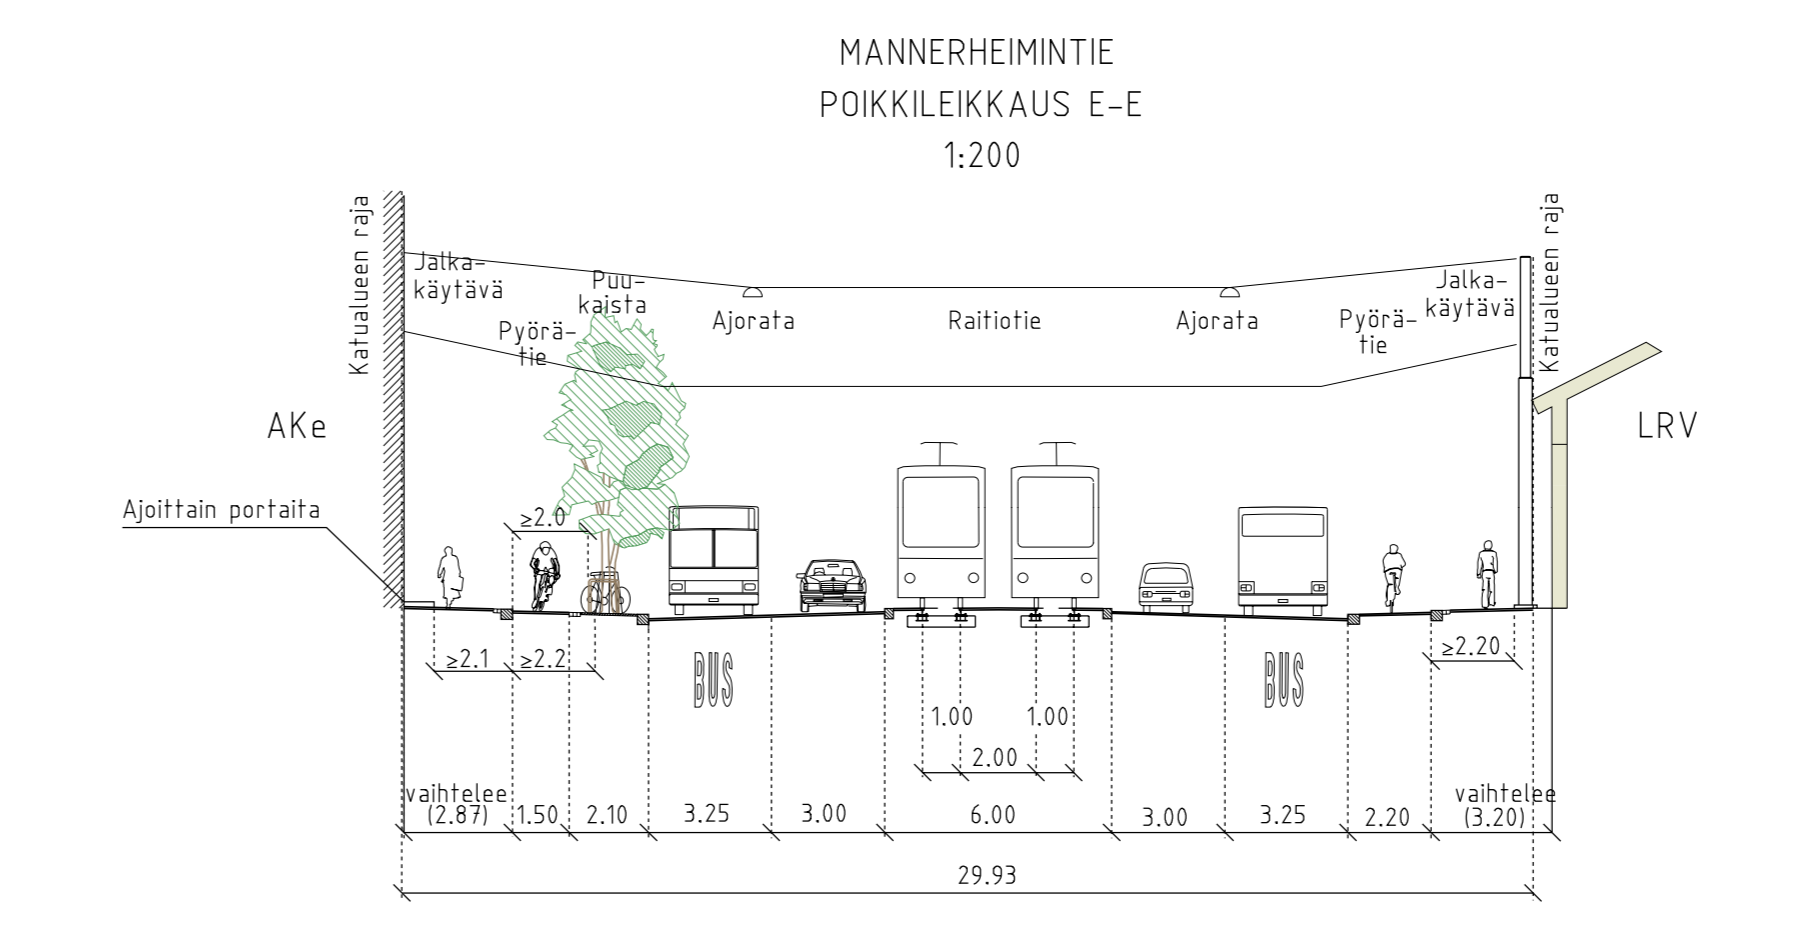 MANNERHEIMINTIE
POIKKILEIKKAUS E-E
1:200
Katualueen raja
Jalka-
käytävä
Pyörä-
tie
Puu-
kaista
Ajorata
Raitiotie
Ajorata
Pyörä-
tie
Jalka-
käytävä
Katualueen raja
AKe
LRV
Ajoittain portaita
≥2.0
≥2.1
≥2.2
BUS
BUS
≥2.20
1.00
1.00
2.00
vaihtelee
(2.87)
1.50
2.10
3.25
3.00
6.00
3.00
3.25
2.20
vaihtelee
(3.20)
29.93